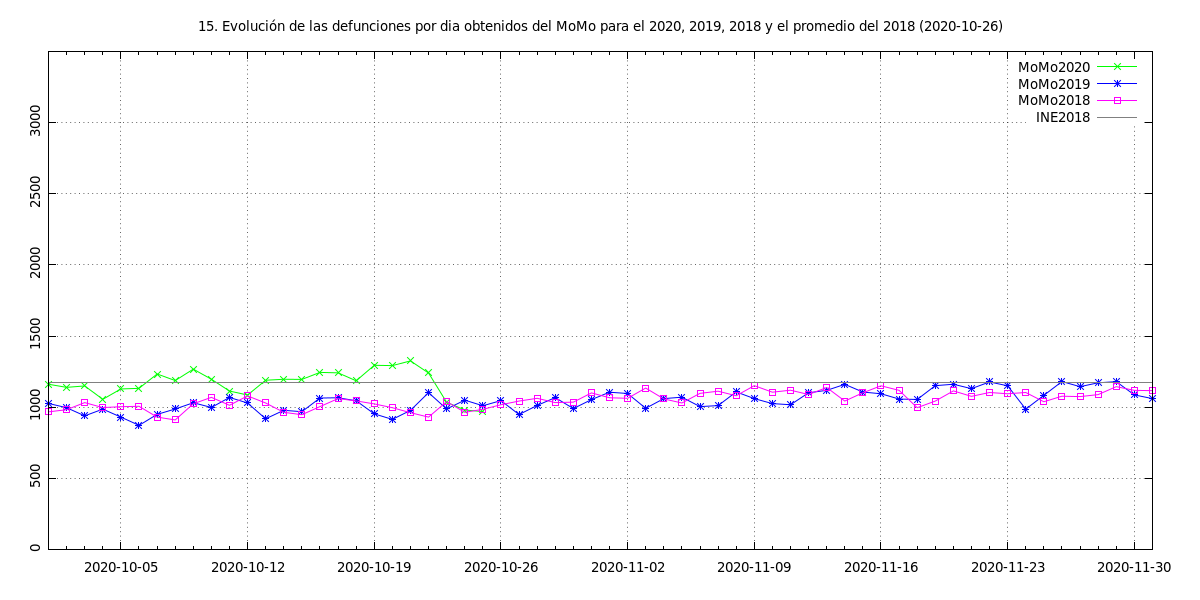 15. Evolución de las defunciones por dia obtenidos del MoMo para el 2020, 2019, 2018 y el promedio del 2018 (2020-10-26)
MoMo2020
MoMo2019
MoMo2018
INE2018
3000
2500
2000
1500
1000
500
0
2020-10-05 2020-10-12 2020-10-19 2020-10-26 2020-11-02 2020-11-09 2020-11-16 2020-11-23 2020-11-30